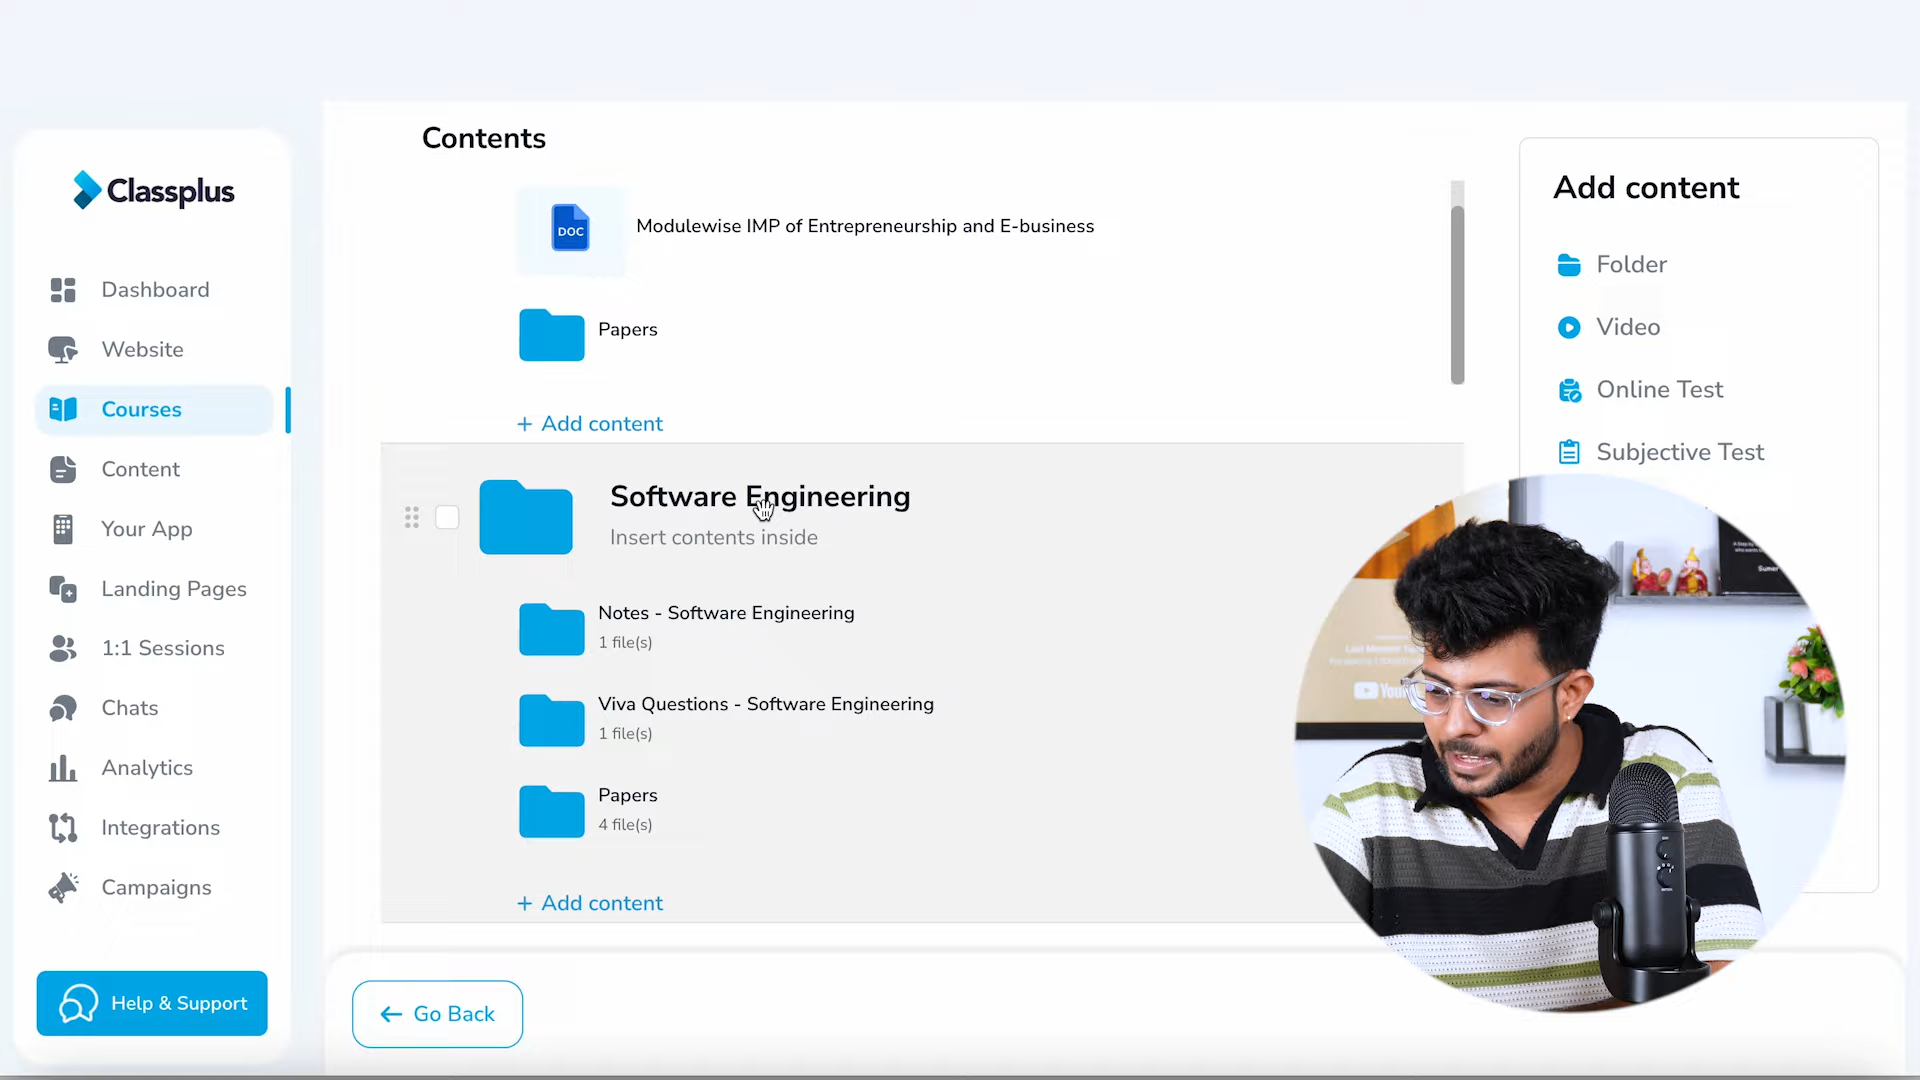 Classplus
Dashboard
Website
Courses
Content
Your App
Landing Pages
1:1 Sessions
Chats
Analytics
Integrations
Campaigns
Help & Support
Contents
DOC
Modulewise IMP of Entrepreneurship and E-business
Papers
+ Add content
Software Engineering
Insert contents inside
Notes - Software Engineering
1 file(s)
Viva Questions - Software Engineering
1 file(s)
Papers
4 file(s)
+ Add content
Go Back
Add content
Folder
Video
Online Test
Subjective Test